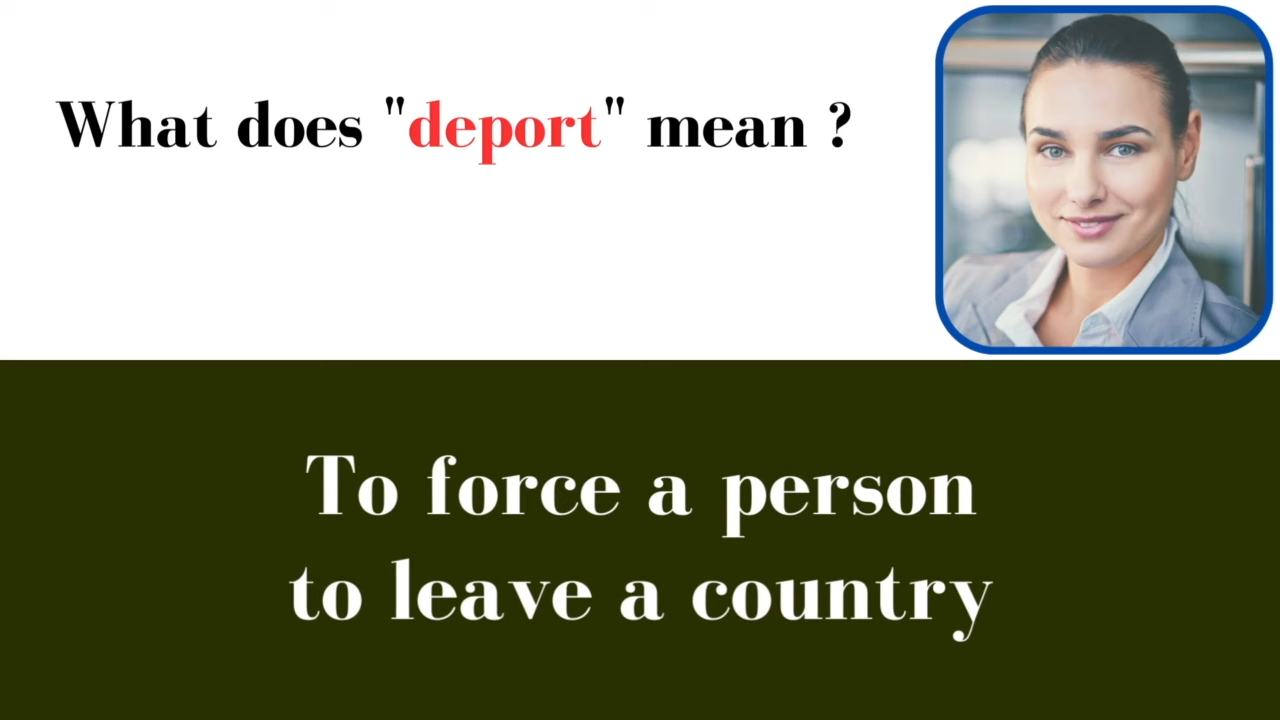 What does "deport" mean ?
To force a person
to leave a country